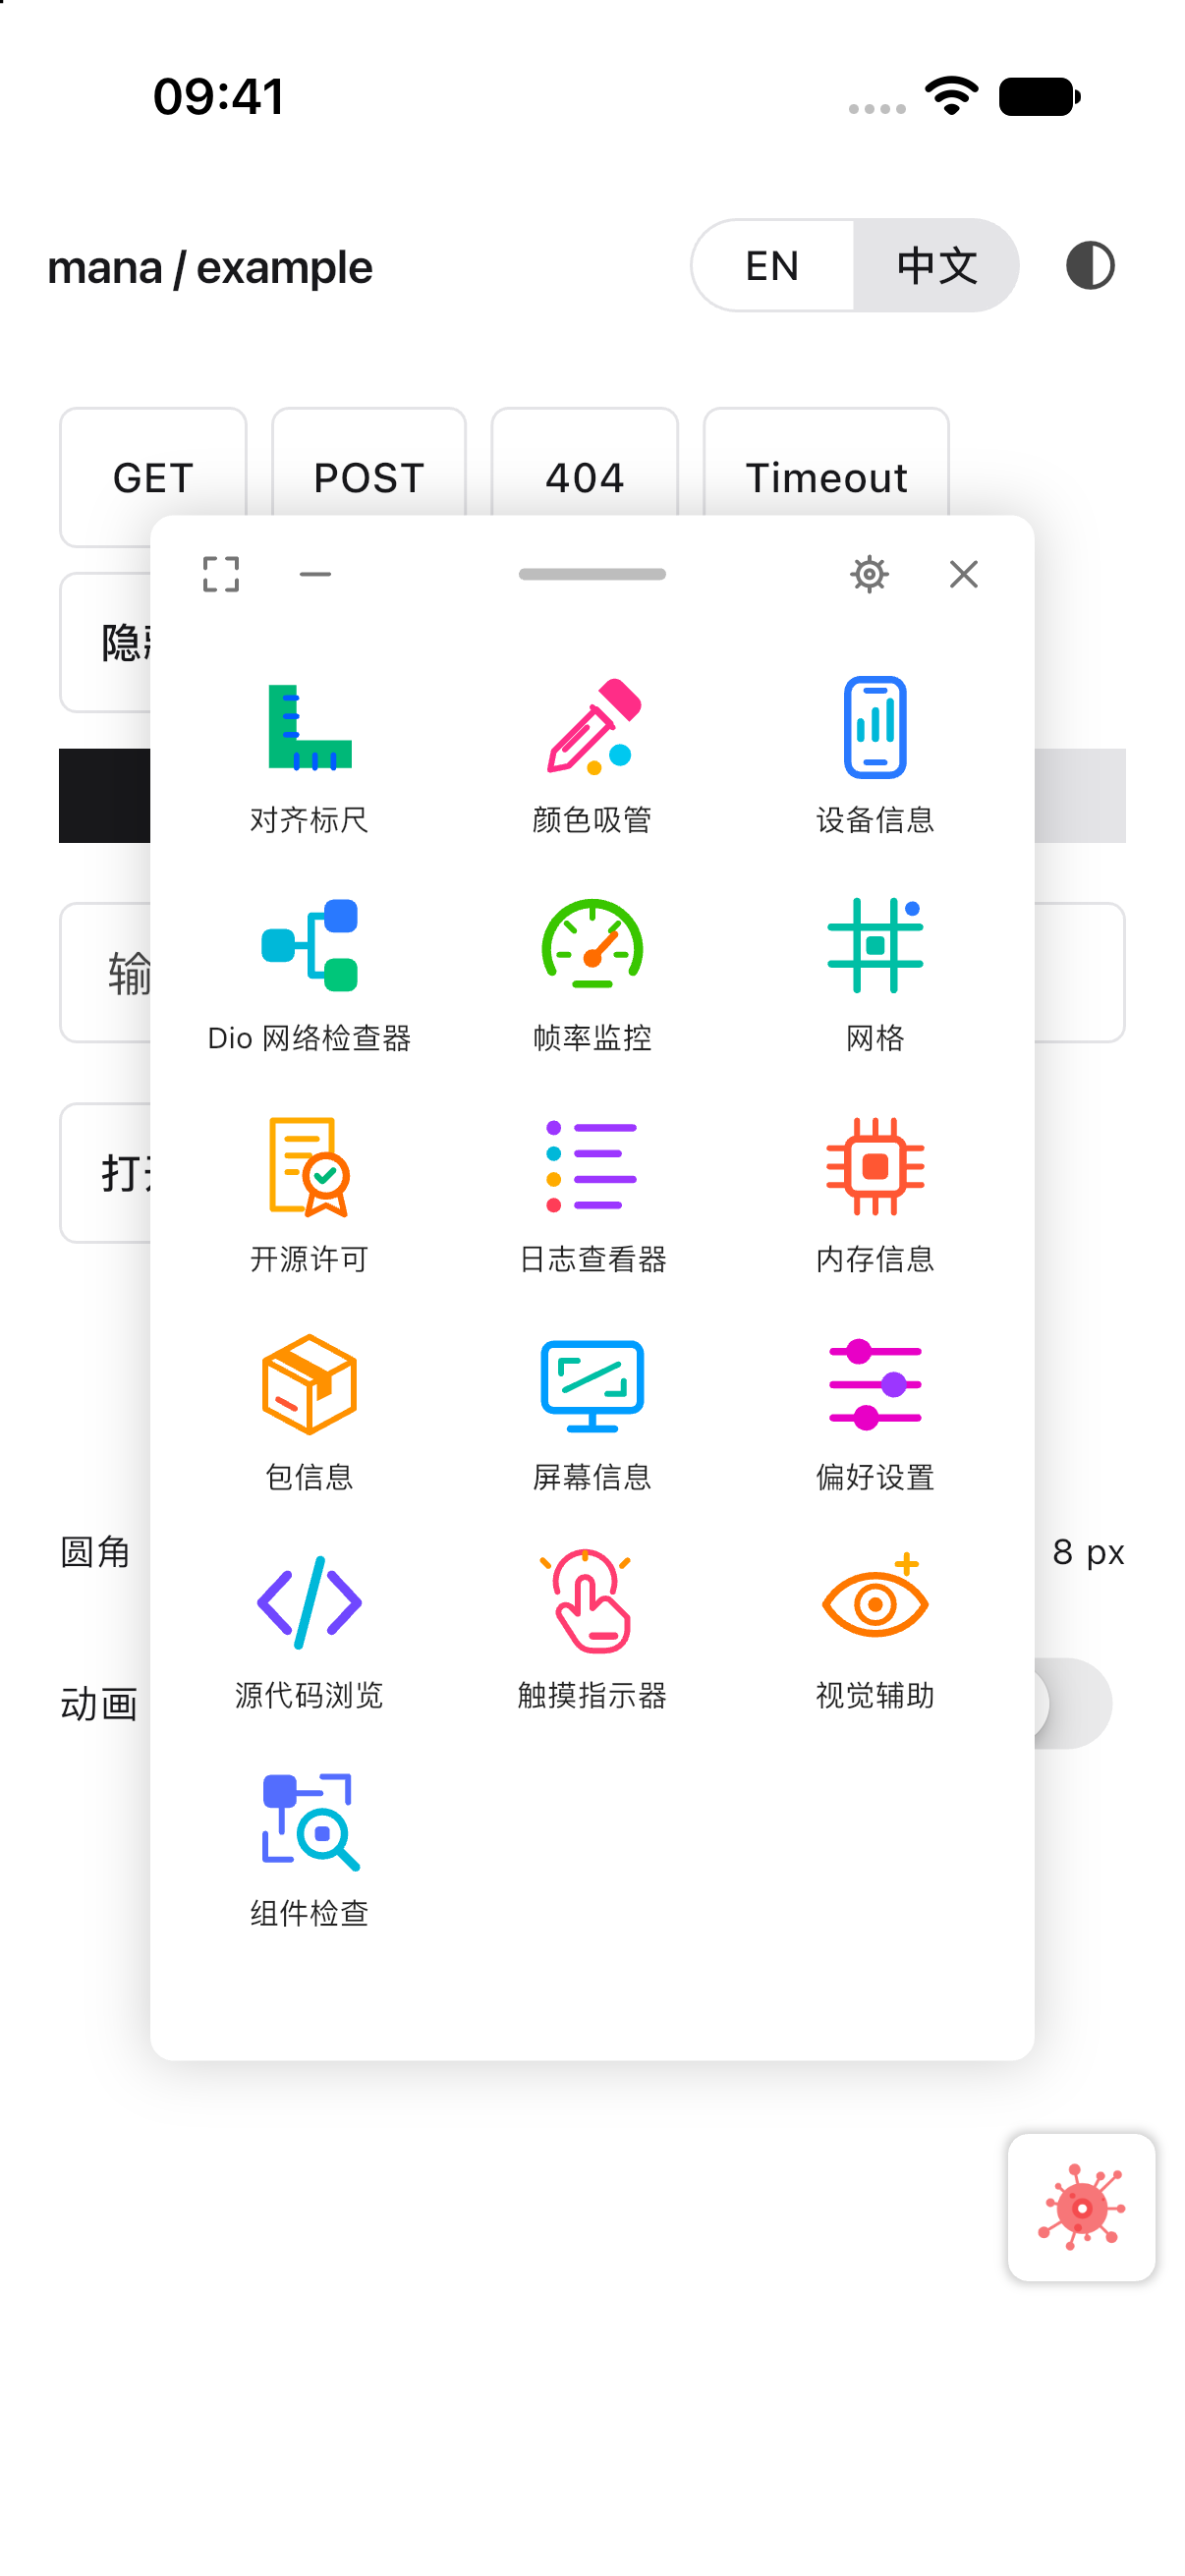 09:41
mana / example
EN
中文
GET
POST
404
Timeout
隐
对齐标尺
颜色吸管
设备信息
输
Dio 网络检查器
帧率监控
网格
打
开源许可
日志查看器
内存信息
包信息
屏幕信息
偏好设置
圆角
8 px
源代码浏览
触摸指示器
视觉辅助
动画
组件检查